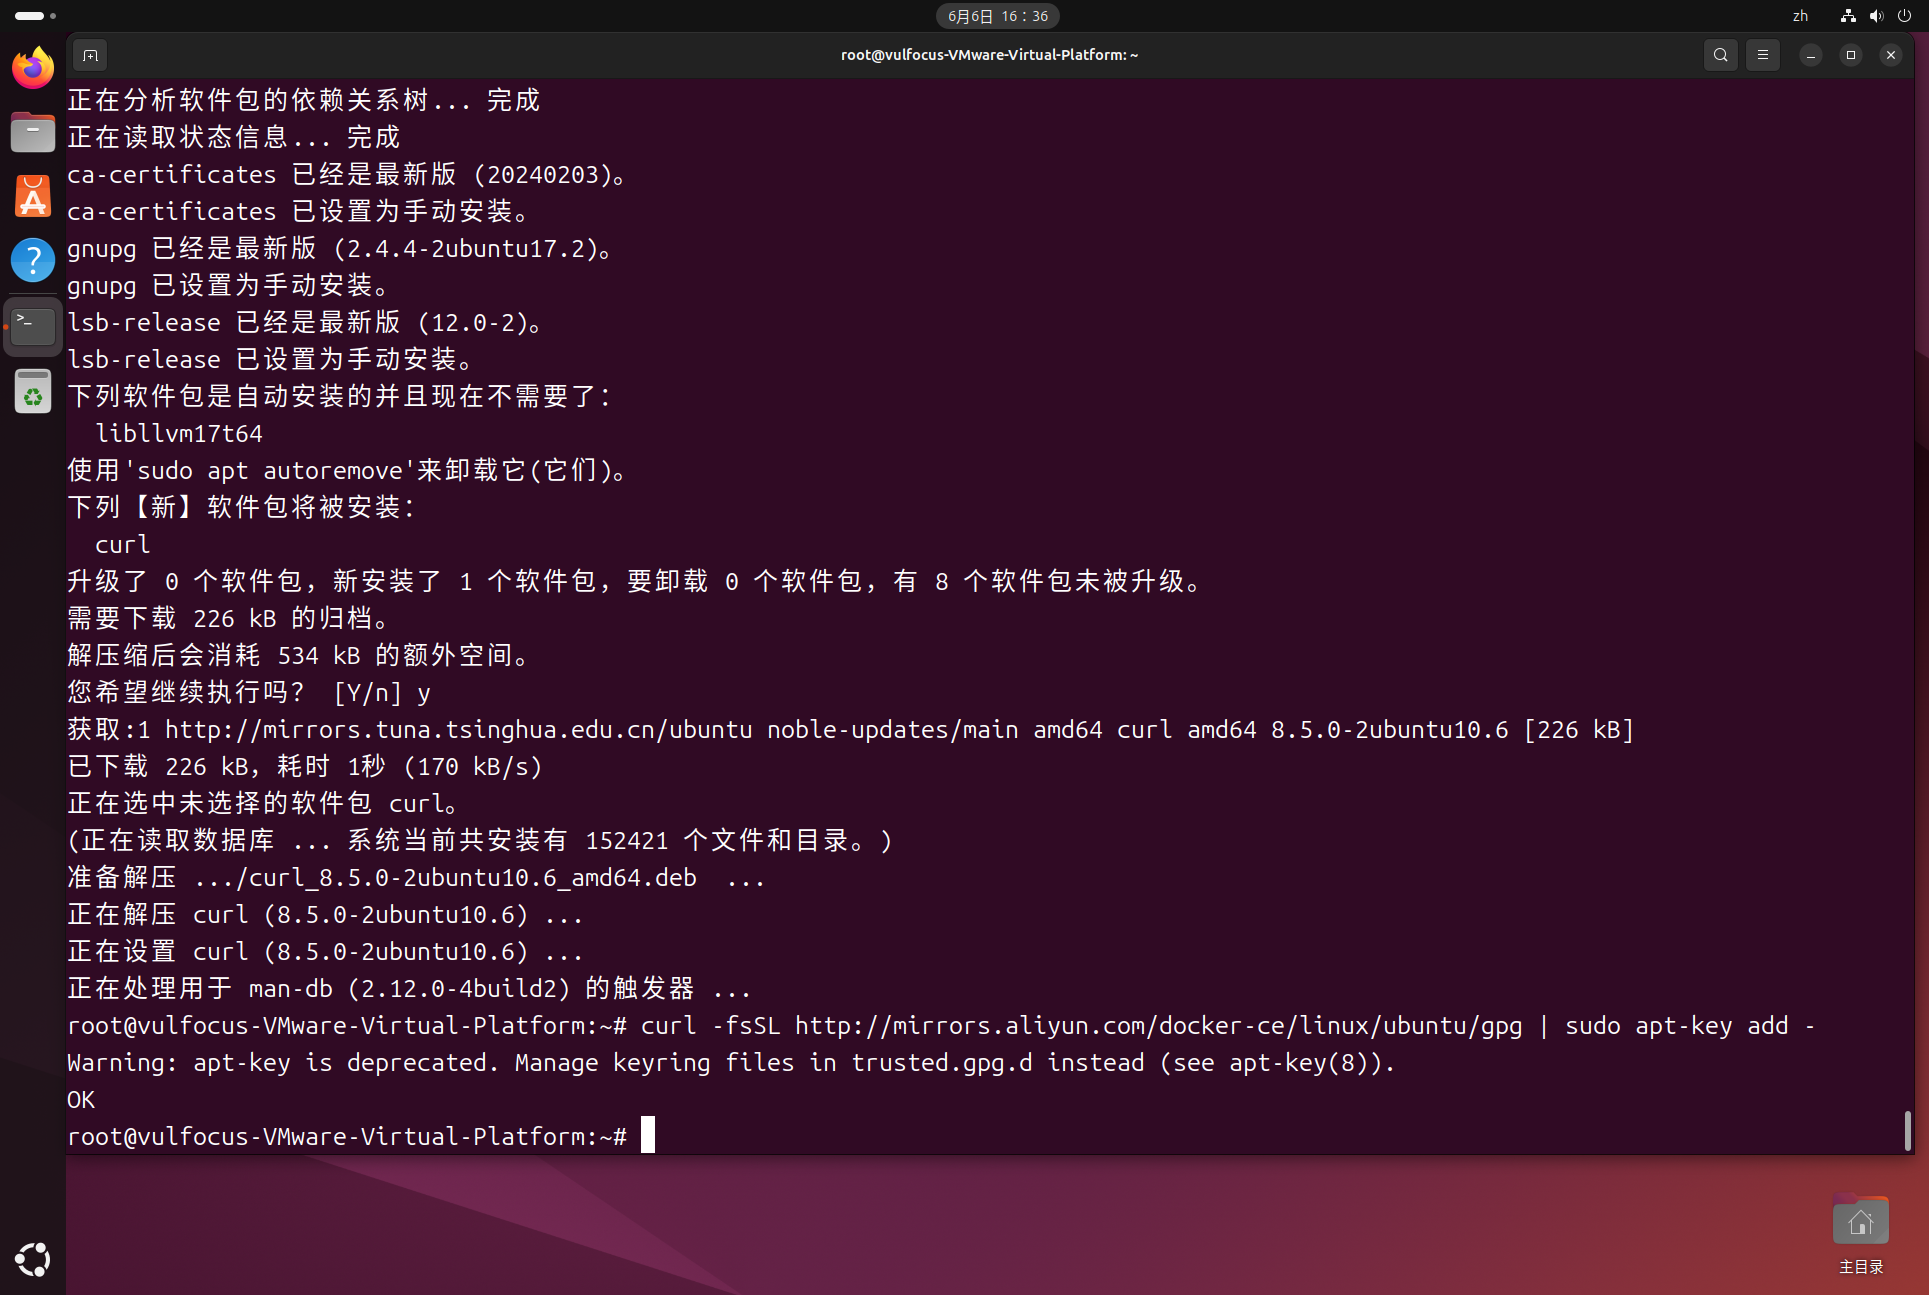 6月6日 16：36
zh
root@vulfocus-VMware-Virtual-Platform: ~
正在分析软件包的依赖关系树... 完成
正在读取状态信息... 完成
ca-certificates 已经是最新版 (20240203)。
ca-certificates 已设置为手动安装。
gnupg 已经是最新版 (2.4.4-2ubuntu17.2)。
gnupg 已设置为手动安装。
lsb-release 已经是最新版 (12.0-2)。
lsb-release 已设置为手动安装。
下列软件包是自动安装的并且现在不需要了：
  libllvm17t64
使用'sudo apt autoremove'来卸载它(它们)。
下列【新】软件包将被安装：
  curl
升级了 0 个软件包，新安装了 1 个软件包，要卸载 0 个软件包，有 8 个软件包未被升级。
需要下载 226 kB 的归档。
解压缩后会消耗 534 kB 的额外空间。
您希望继续执行吗？ [Y/n] y
获取:1 http://mirrors.tuna.tsinghua.edu.cn/ubuntu noble-updates/main amd64 curl amd64 8.5.0-2ubuntu10.6 [226 kB]
已下载 226 kB，耗时 1秒 (170 kB/s)
正在选中未选择的软件包 curl。
(正在读取数据库 ... 系统当前共安装有 152421 个文件和目录。)
准备解压 .../curl_8.5.0-2ubuntu10.6_amd64.deb  ...
正在解压 curl (8.5.0-2ubuntu10.6) ...
正在设置 curl (8.5.0-2ubuntu10.6) ...
正在处理用于 man-db (2.12.0-4build2) 的触发器 ...
root@vulfocus-VMware-Virtual-Platform:~# curl -fsSL http://mirrors.aliyun.com/docker-ce/linux/ubuntu/gpg | sudo apt-key add -
Warning: apt-key is deprecated. Manage keyring files in trusted.gpg.d instead (see apt-key(8)).
OK
root@vulfocus-VMware-Virtual-Platform:~#
主目录